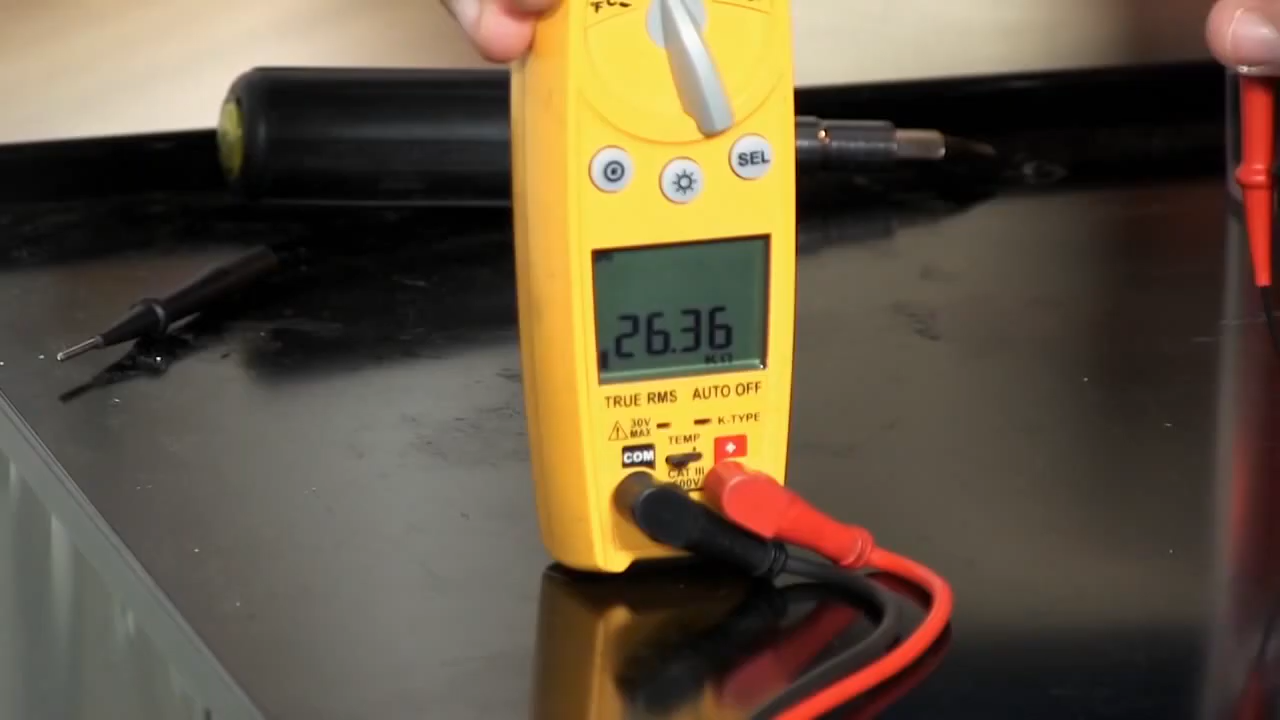 SEL
26.36
KΩ
TRUE RMS AUTO OFF
30V K-TYPE
MAX
TEMP
COM +
CAT III
600V